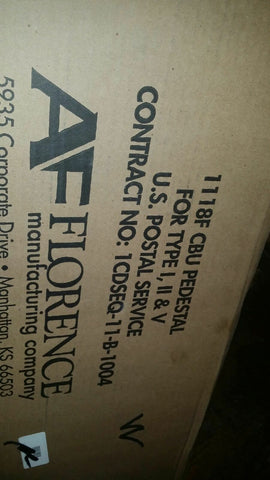 1118F CBU PEDESTAL
FOR TYPE I, II & V
U.S. POSTAL SERVICE
CONTRACT NO: 1CDSEQ-11-B-1004
W
AF FLORENCE
manufacturing company
5935 Corporate Drive • Manhattan, KS 66503